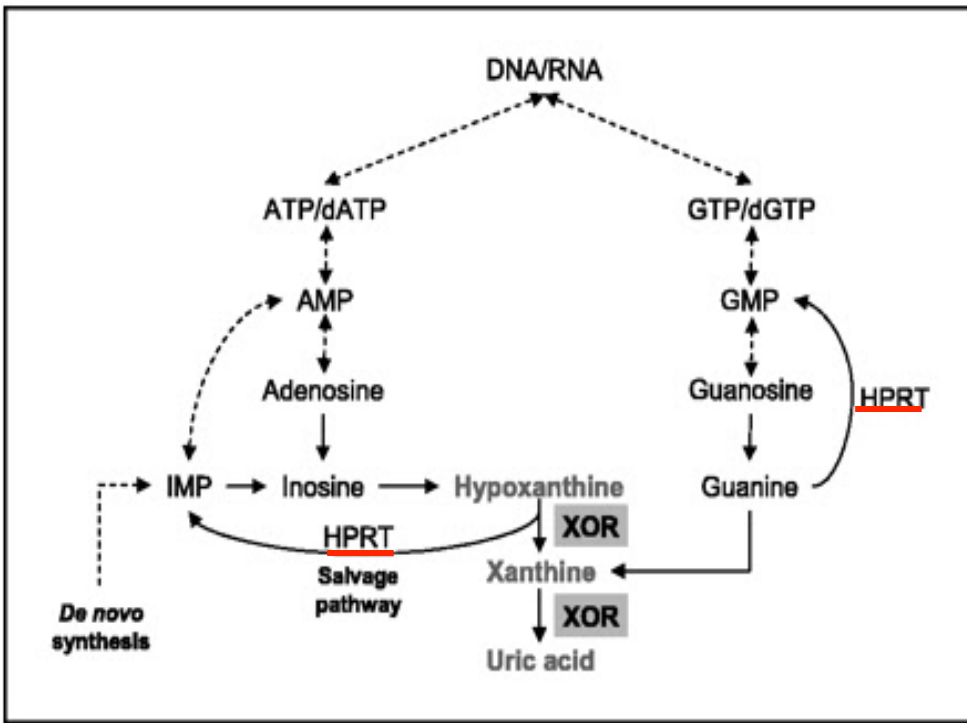 DNA/RNA
ATP/dATP
GTP/dGTP
AMP
GMP
Adenosine
Guanosine
HPRT
IMP
Inosine
Hypoxanthine
Guanine
HPRT
XOR
Salvage
pathway
Xanthine
De novo
synthesis
XOR
Uric acid